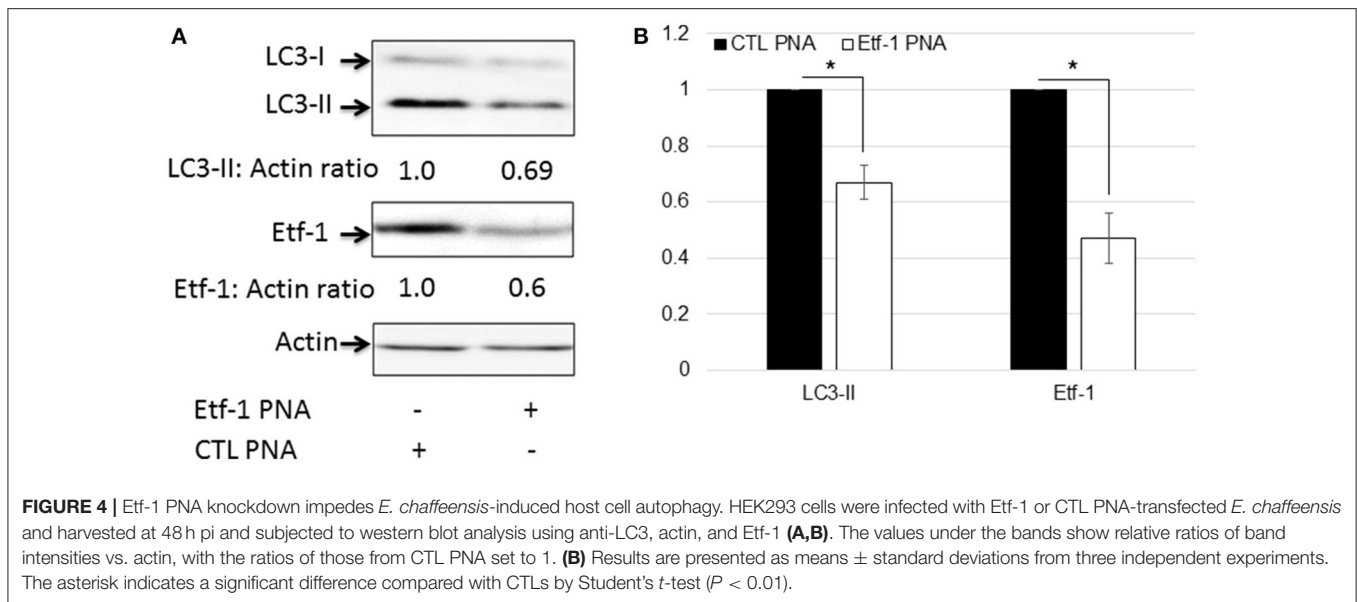 A
LC3-I
LC3-II
LC3-II: Actin ratio 1.0 0.69
Etf-1
Etf-1: Actin ratio 1.0 0.6
Actin
Etf-1 PNA - +
CTL PNA + -
B
1.2
1
0.8
0.6
0.4
0.2
0
CTL PNA Etf-1 PNA
* *
LC3-II Etf-1
FIGURE 4 | Etf-1 PNA knockdown impedes E. chaffeensis-induced host cell autophagy. HEK293 cells were infected with Etf-1 or CTL PNA-transfected E. chaffeensis
and harvested at 48 h pi and subjected to western blot analysis using anti-LC3, actin, and Etf-1 (A,B). The values under the bands show relative ratios of band
intensities vs. actin, with the ratios of those from CTL PNA set to 1. (B) Results are presented as means ± standard deviations from three independent experiments.
The asterisk indicates a significant difference compared with CTLs by Student's t-test (P < 0.01).